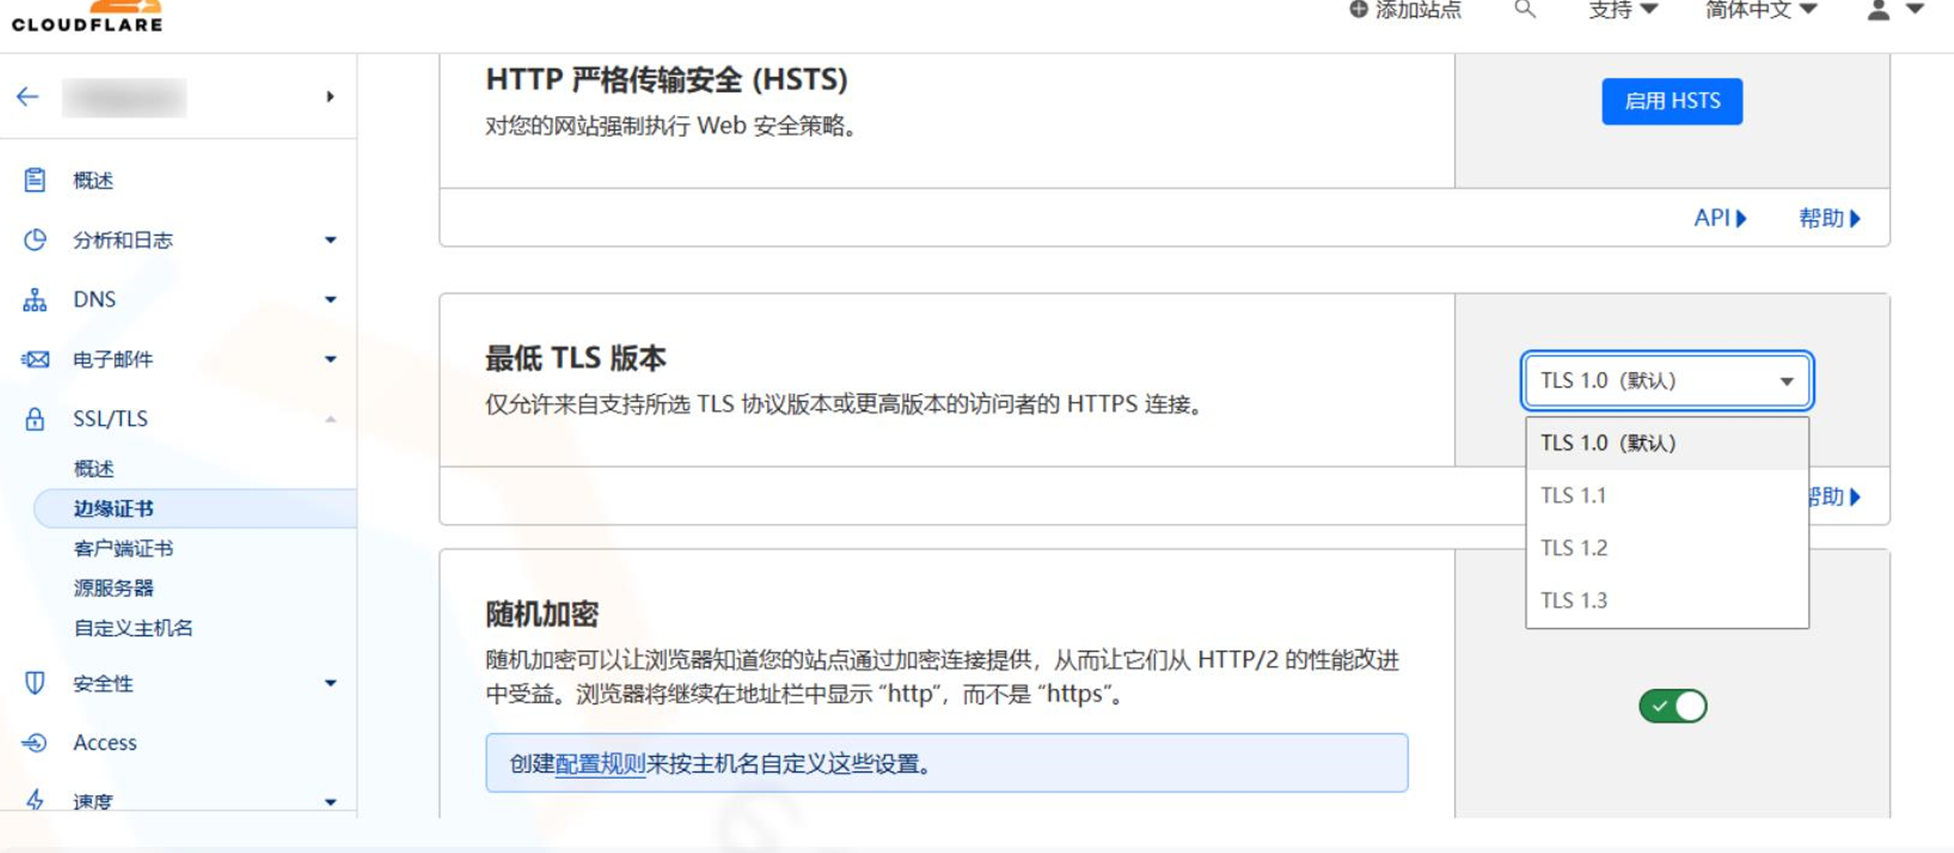 CLOUDFLARE
添加站点
支持
简体中文
概述
分析和日志
DNS
电子邮件
SSL/TLS
概述
边缘证书
客户端证书
源服务器
自定义主机名
安全性
Access
速度
HTTP 严格传输安全 (HSTS)
对您的网站强制执行 Web 安全策略。
启用 HSTS
API
帮助
最低 TLS 版本
仅允许来自支持所选 TLS 协议版本或更高版本的访问者的 HTTPS 连接。
TLS 1.0（默认）
TLS 1.0（默认）
TLS 1.1
TLS 1.2
TLS 1.3
帮助
随机加密
随机加密可以让浏览器知道您的站点通过加密连接提供，从而让它们从 HTTP/2 的性能改进
中受益。浏览器将继续在地址栏中显示 “http”，而不是 “https”。
创建配置规则来按主机名自定义这些设置。